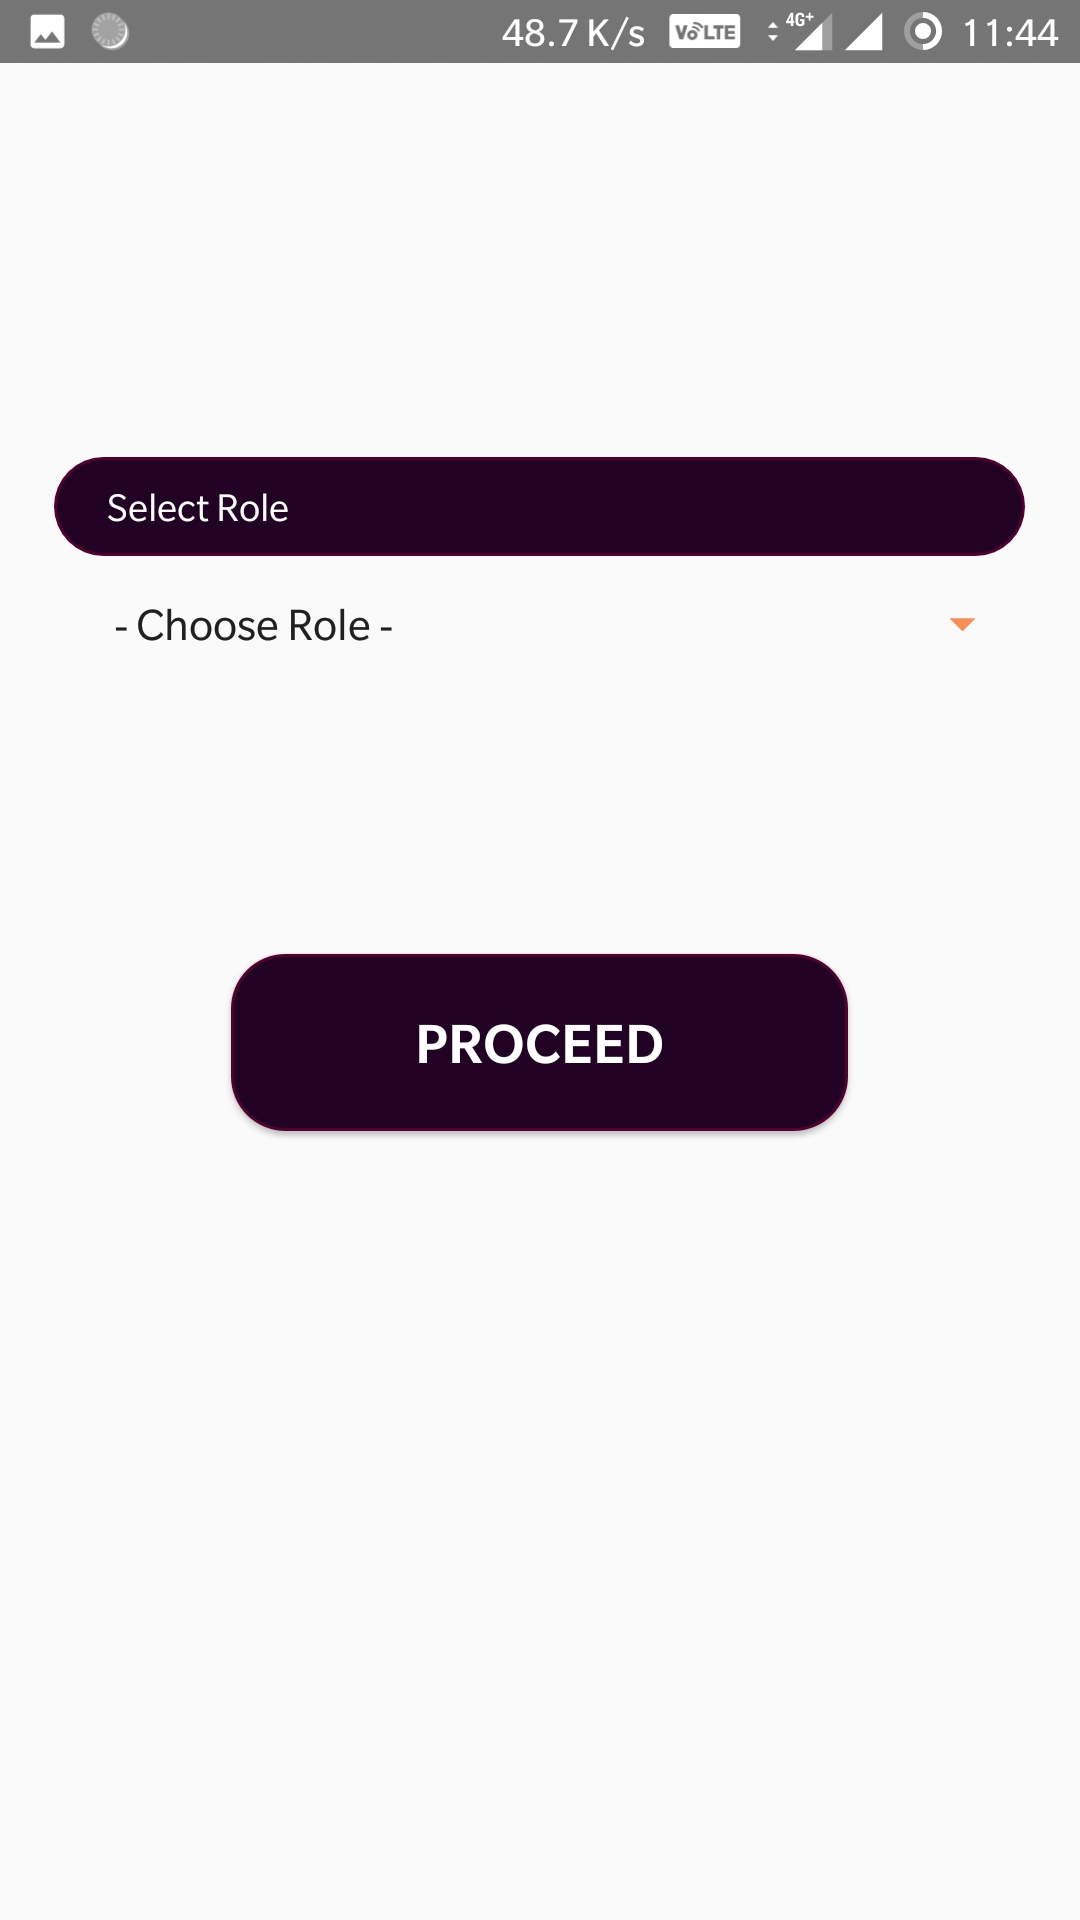 48.7 K/s VoLTE 4G+ 11:44
Select Role
- Choose Role -
PROCEED